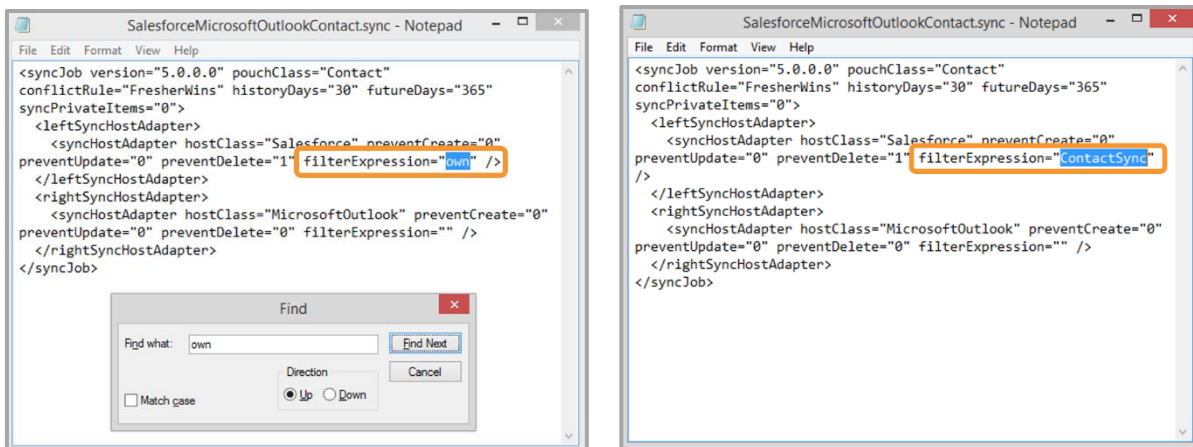 SalesforceMicrosoftOutlookContact.sync - Notepad
File Edit Format View Help
<syncJob version="5.0.0.0" pouchClass="Contact"
conflictRule="FresherWins" historyDays="30" futureDays="365"
syncPrivateItems="0">
<leftSyncHostAdapter>
<syncHostAdapter hostClass="Salesforce" preventCreate="0"
preventUpdate="0" preventDelete="1" filterExpression="own" />
</leftSyncHostAdapter>
<rightSyncHostAdapter>
<syncHostAdapter hostClass="MicrosoftOutlook" preventCreate="0"
preventUpdate="0" preventDelete="0" filterExpression="" />
</rightSyncHostAdapter>
</syncJob>
Find
Find what: own
Find Next
Direction
Cancel
Match case
Up Down
SalesforceMicrosoftOutlookContact.sync - Notepad
File Edit Format View Help
<syncJob version="5.0.0.0" pouchClass="Contact"
conflictRule="FresherWins" historyDays="30" futureDays="365"
syncPrivateItems="0">
<leftSyncHostAdapter>
<syncHostAdapter hostClass="Salesforce" preventCreate="0"
preventUpdate="0" preventDelete="1" filterExpression="ContactSync"
/>
</leftSyncHostAdapter>
<rightSyncHostAdapter>
<syncHostAdapter hostClass="MicrosoftOutlook" preventCreate="0"
preventUpdate="0" preventDelete="0" filterExpression="" />
</rightSyncHostAdapter>
</syncJob>